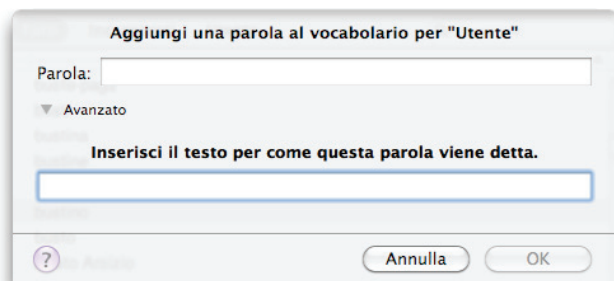 Aggiungi una parola al vocabolario per "Utente"
Parola:
Avanzato
Inserisci il testo per come questa parola viene detta.
? Annulla OK